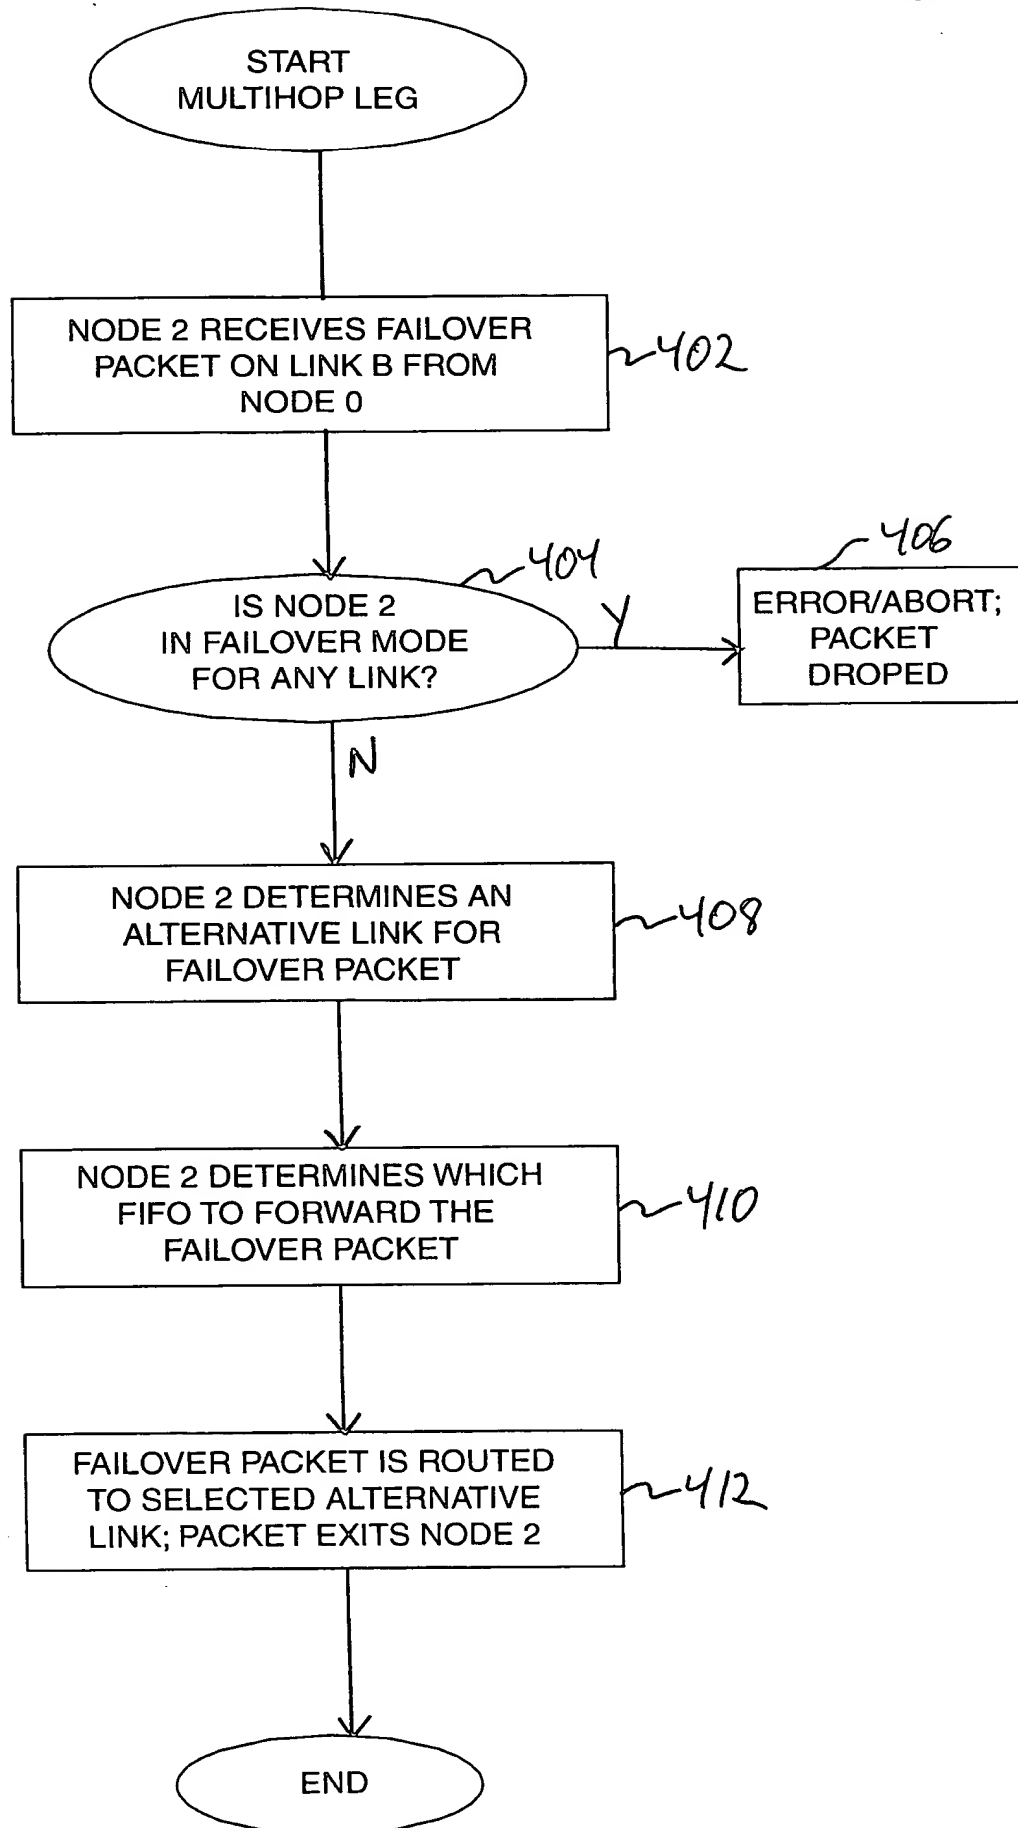 START
MULTIHOP LEG
NODE 2 RECEIVES FAILOVER
PACKET ON LINK B FROM
NODE 0
402
404
IS NODE 2
IN FAILOVER MODE
FOR ANY LINK?
Y
406
ERROR/ABORT;
PACKET
DROPED
N
NODE 2 DETERMINES AN
ALTERNATIVE LINK FOR
FAILOVER PACKET
408
NODE 2 DETERMINES WHICH
FIFO TO FORWARD THE
FAILOVER PACKET
410
FAILOVER PACKET IS ROUTED
TO SELECTED ALTERNATIVE
LINK; PACKET EXITS NODE 2
412
END